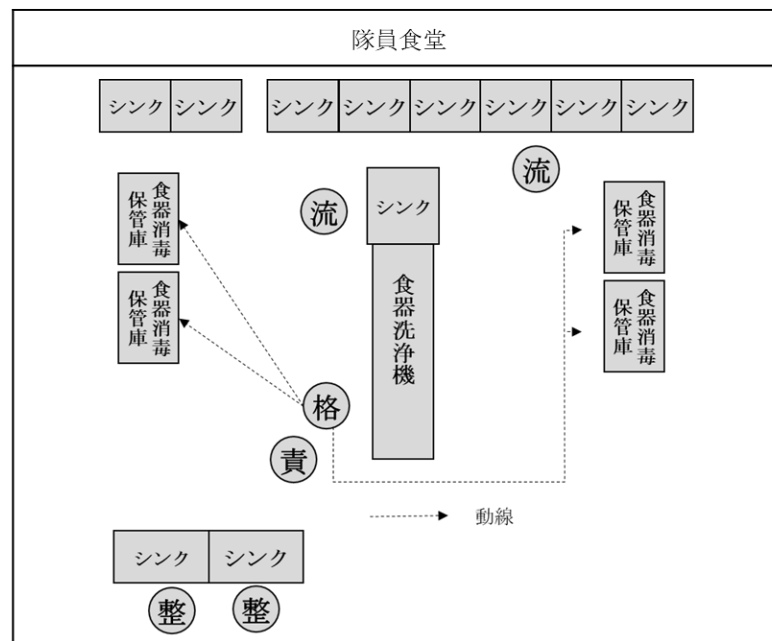 隊員食堂
シンク シンク シンク シンク シンク シンク シンク シンク
流
流
シンク
食器消毒
保管庫
食器消毒
保管庫
食器消毒
保管庫
食器消毒
保管庫
食器洗浄機
格
責
動線
シンク シンク
整 整